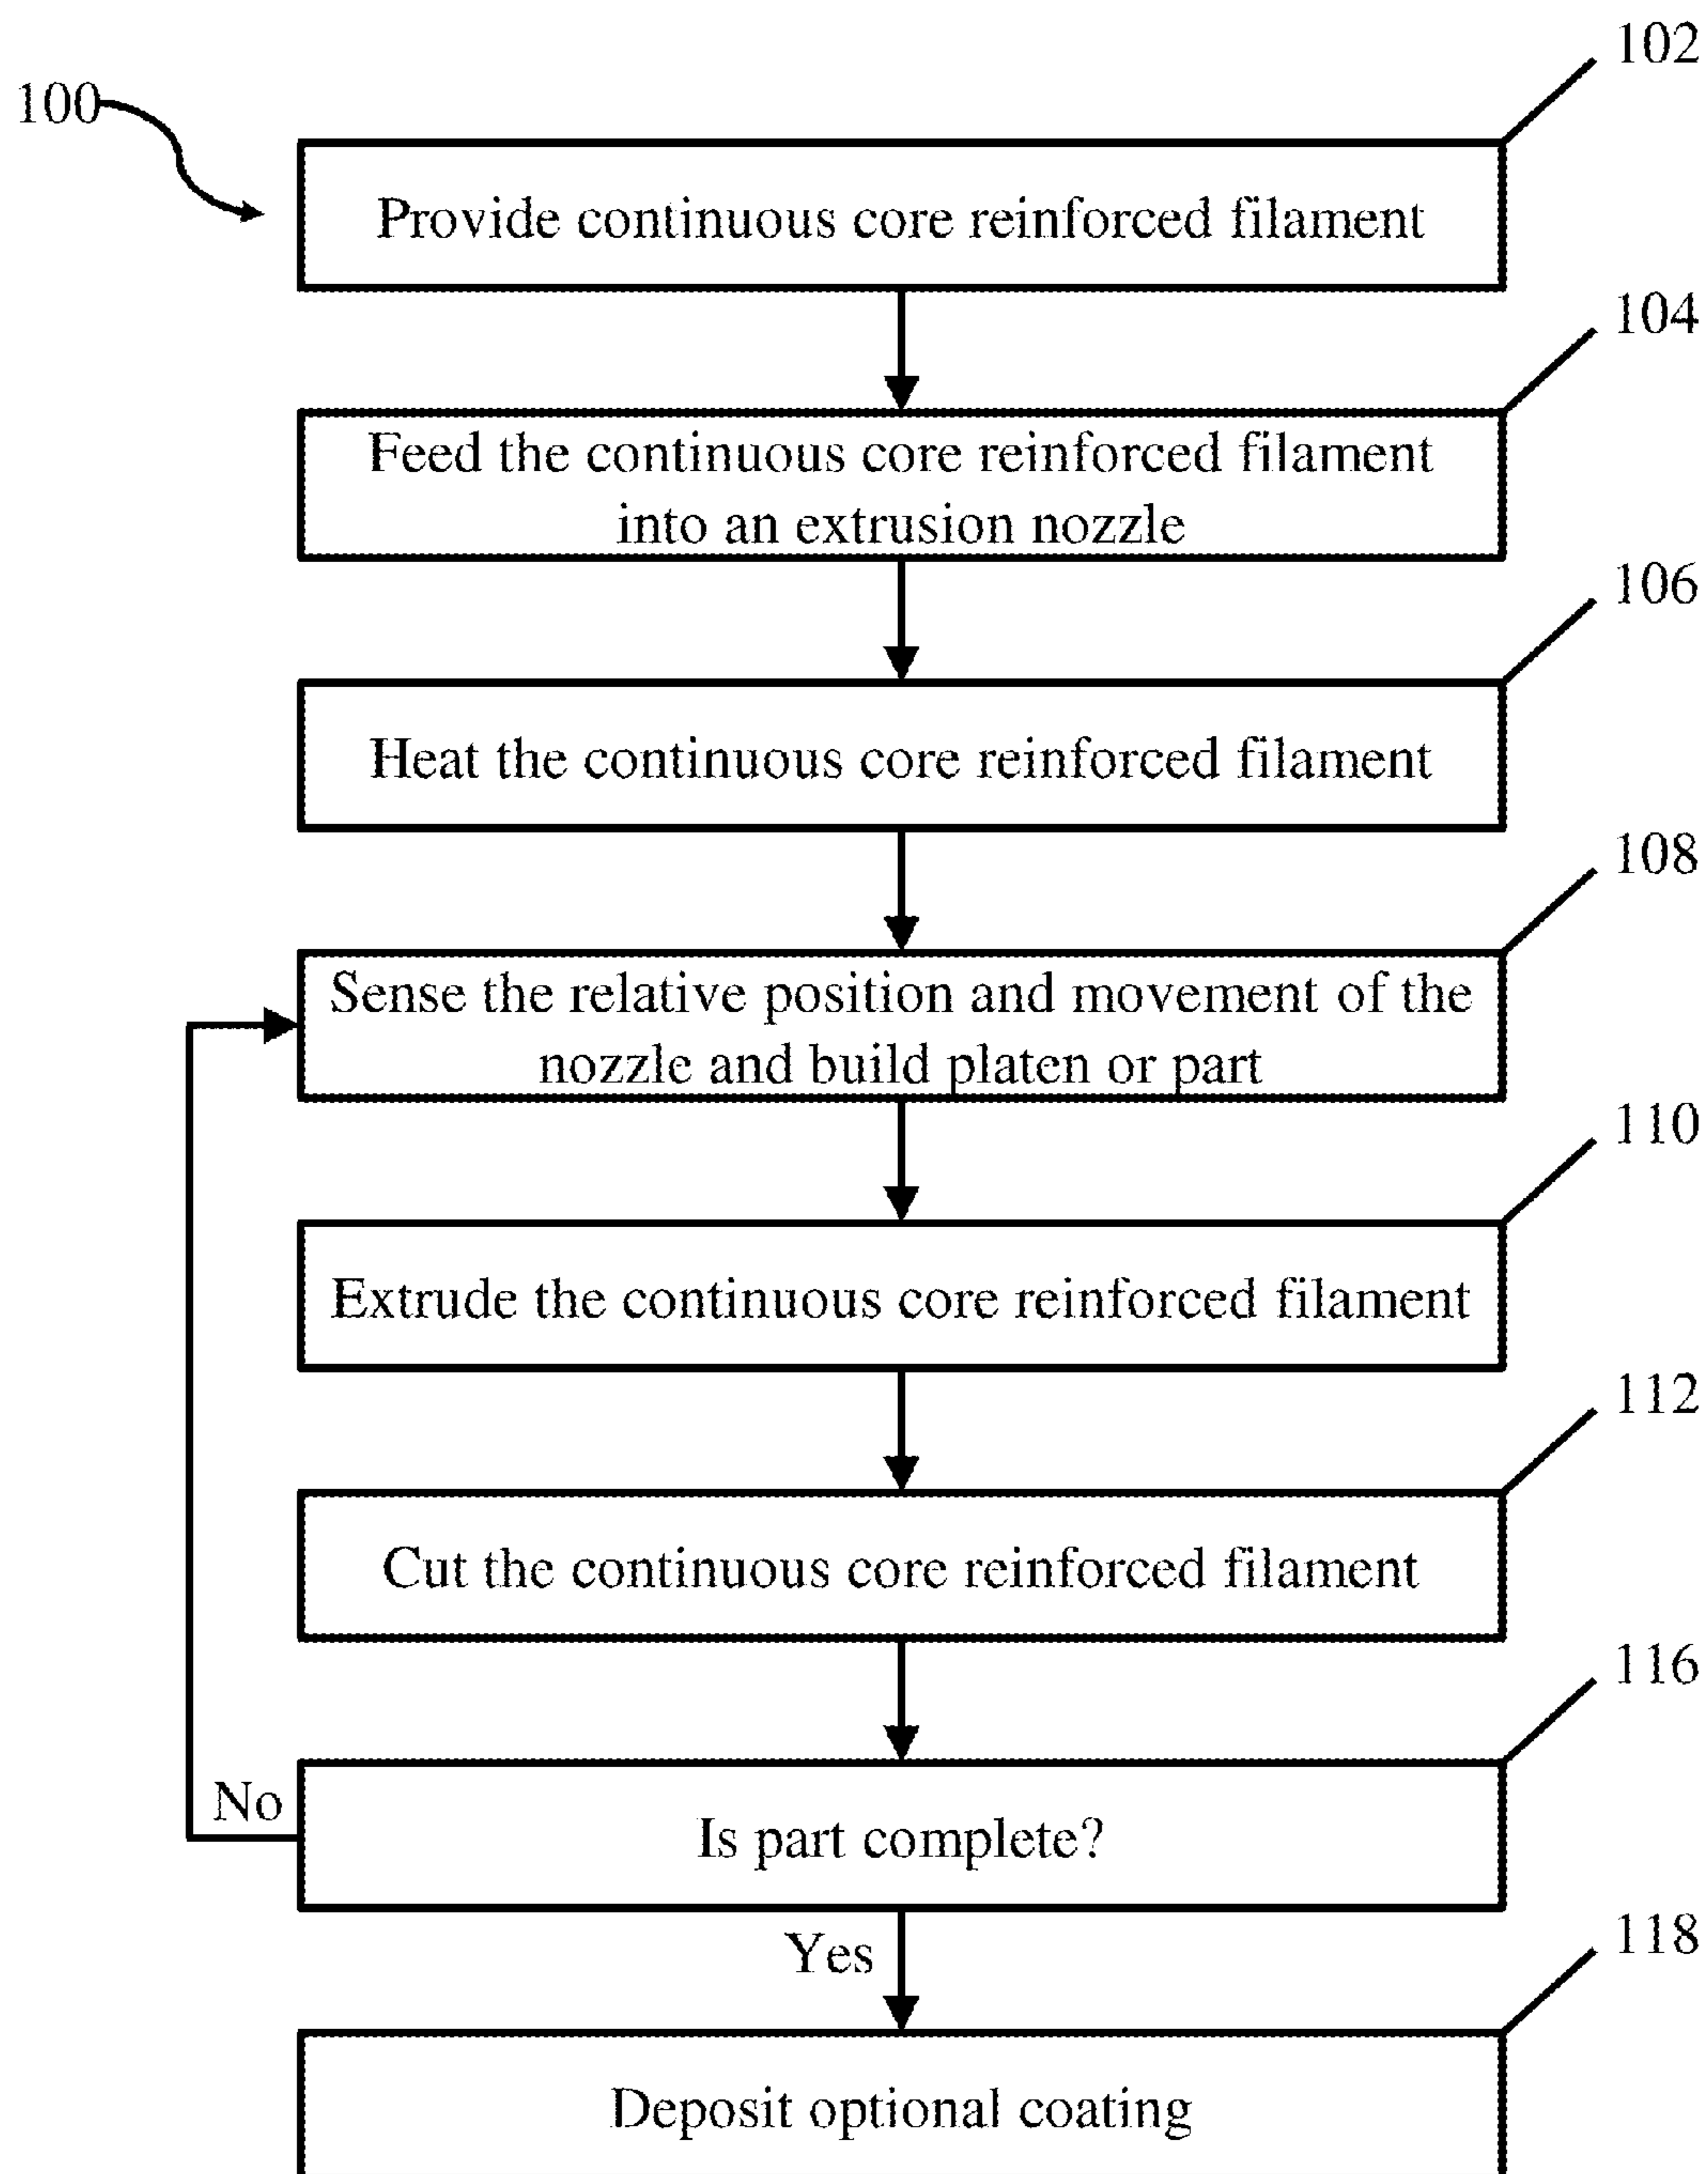 102
100
Provide continuous core reinforced filament
104
Feed the continuous core reinforced filament
into an extrusion nozzle
106
Heat the continuous core reinforced filament
108
Sense the relative position and movement of the
nozzle and build platen or part
110
Extrude the continuous core reinforced filament
112
Cut the continuous core reinforced filament
116
No
Is part complete?
118
Yes
Deposit optional coating